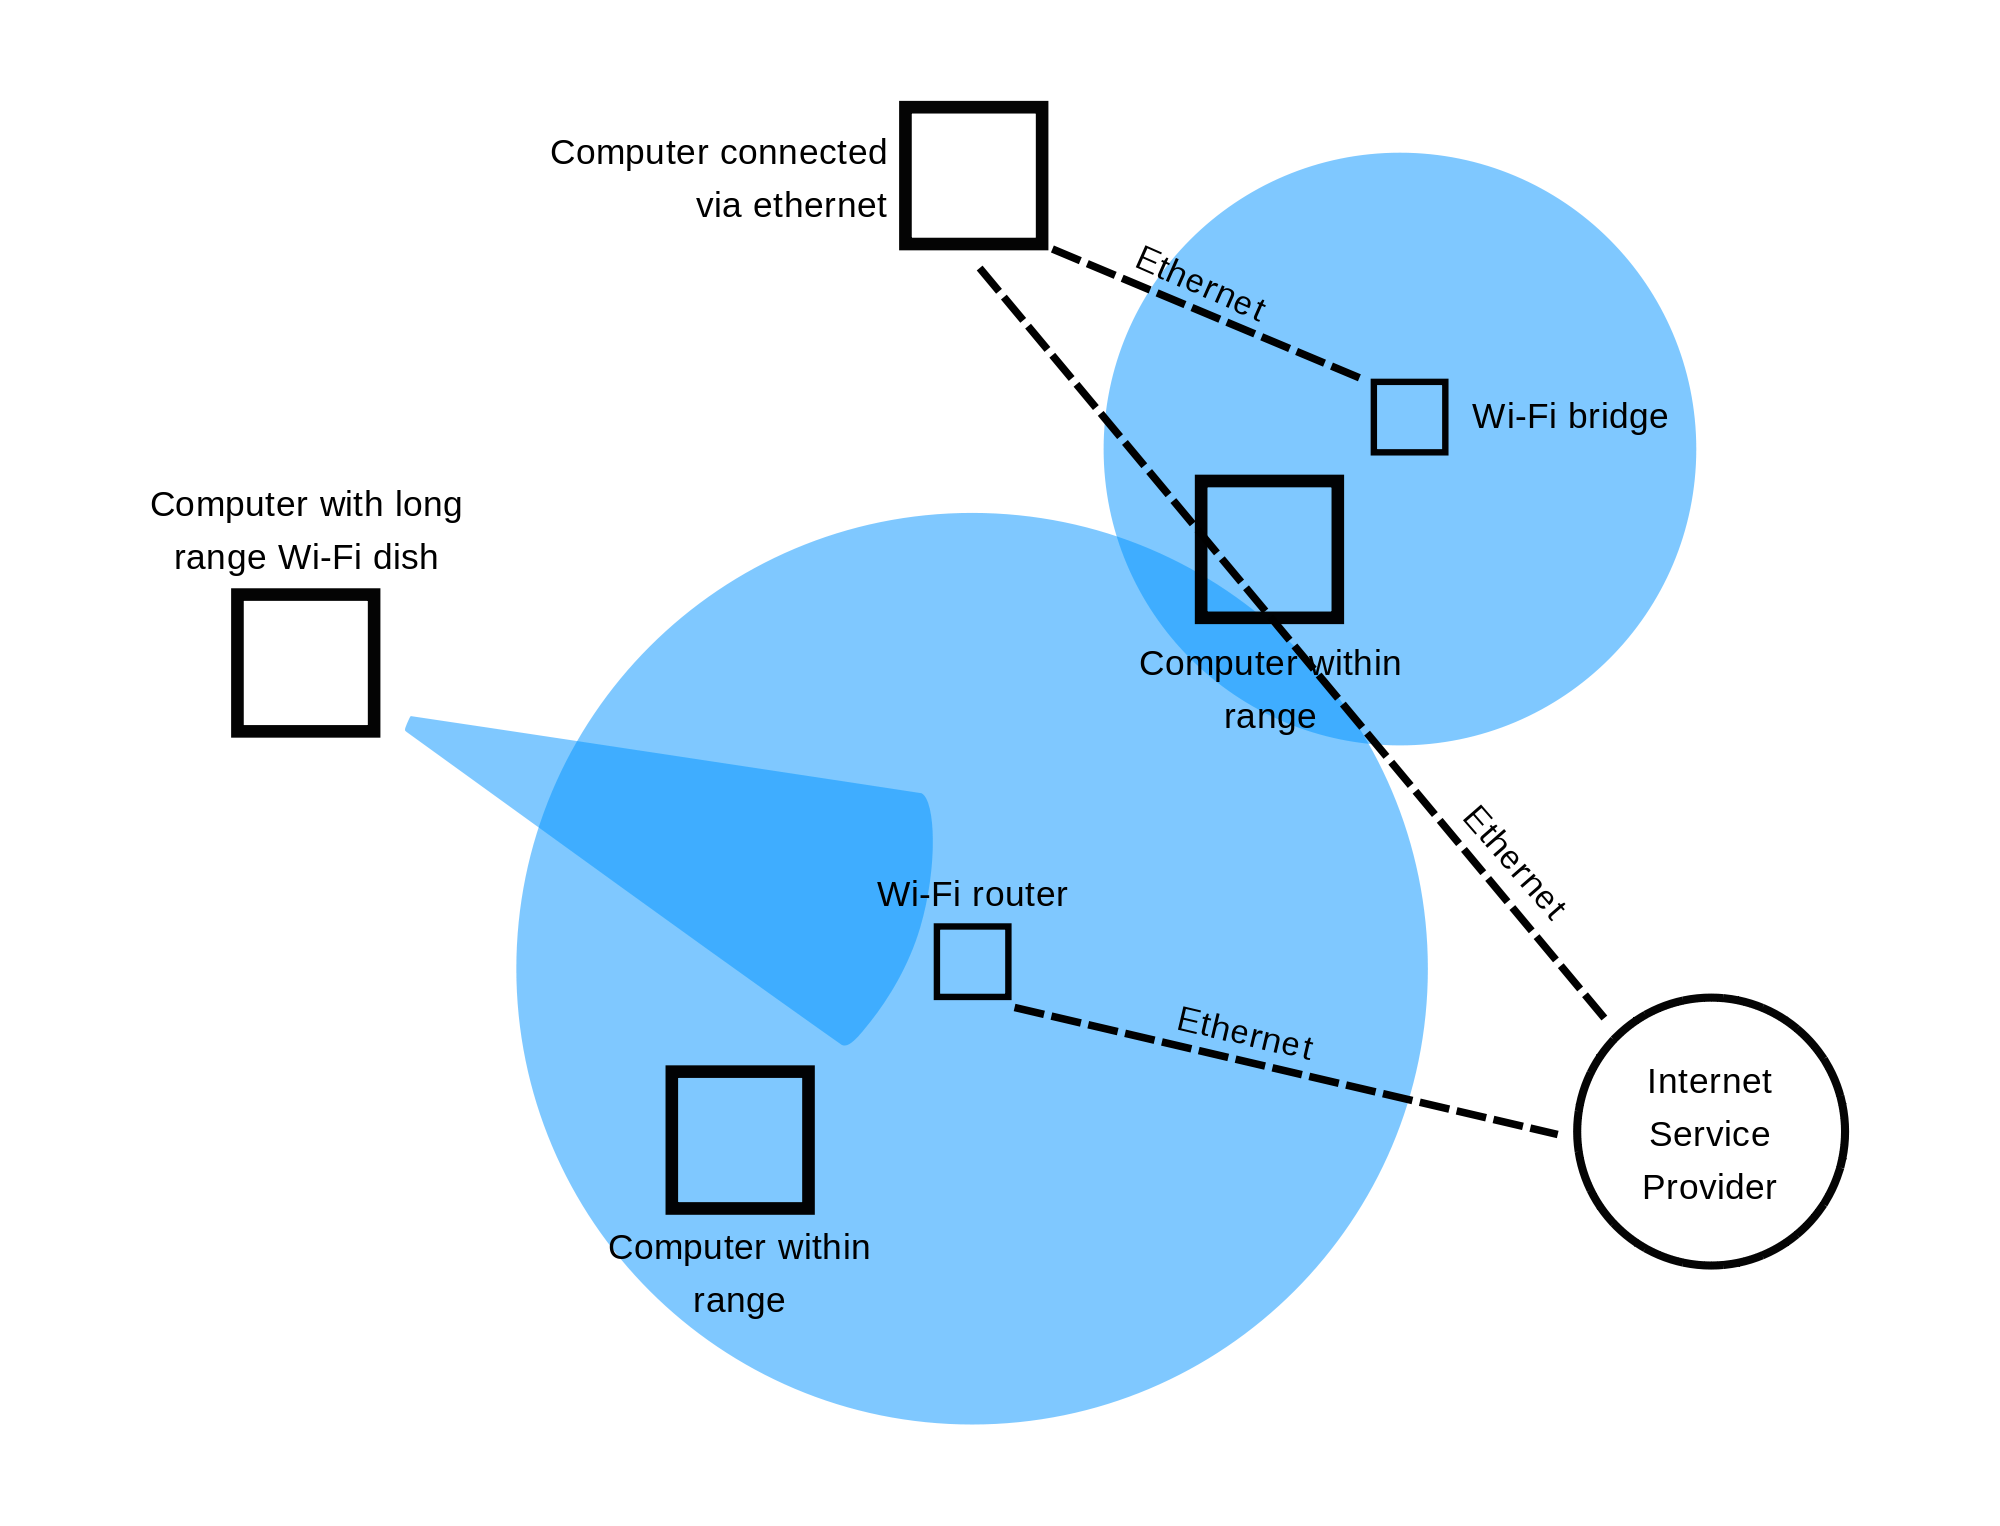 Computer connected
via ethernet
Ethernet
Wi-Fi bridge
Computer with long
range Wi-Fi dish
Computer within
range
Ethernet
Wi-Fi router
Ethernet
Internet
Service
Provider
Computer within
range